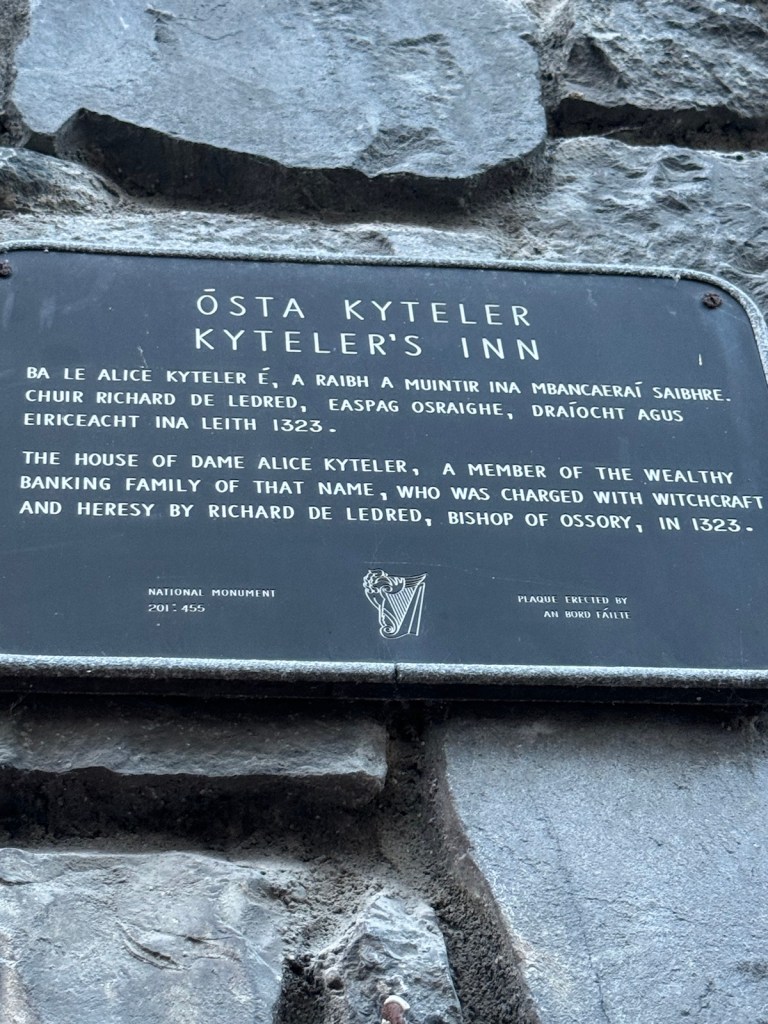 ÓSTA KYTELER
KYTELER'S INN
BA LE ALICE KYTELER É, A RAIBH A MUINTIR INA MBANCAERAÍ SAIBHRE.
CHUIR RICHARD DE LEDRED, EASPAG OSRAIGHE, DRAÍOCHT AGUS
EIRICEACHT INA LEITH 1323.
THE HOUSE OF DAME ALICE KYTELER, A MEMBER OF THE WEALTHY
BANKING FAMILY OF THAT NAME, WHO WAS CHARGED WITH WITCHCRAFT
AND HERESY BY RICHARD DE LEDRED, BISHOP OF OSSORY, IN 1323.
NATIONAL MONUMENT
201: 455
PLAQUE ERECTED BY
AN BORD FÁILTE